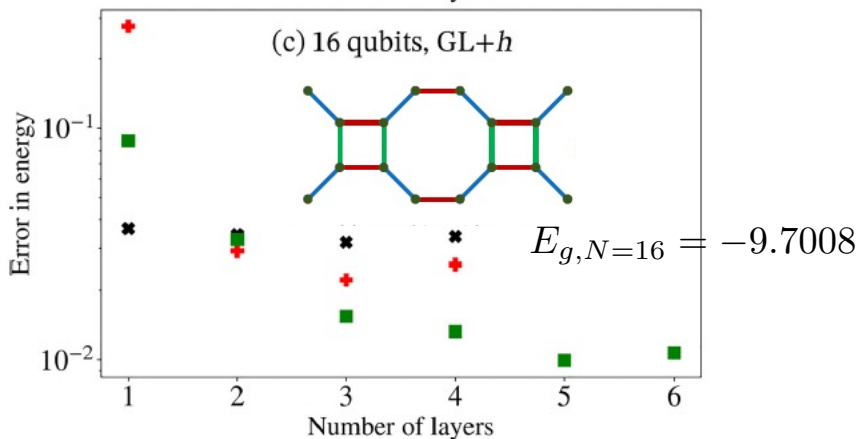 (c) 16 qubits, GL+h
Error in energy
10^{-1}
10^{-2}
E_{g,N=16} = −9.7008
1 2 3 4 5 6
Number of layers